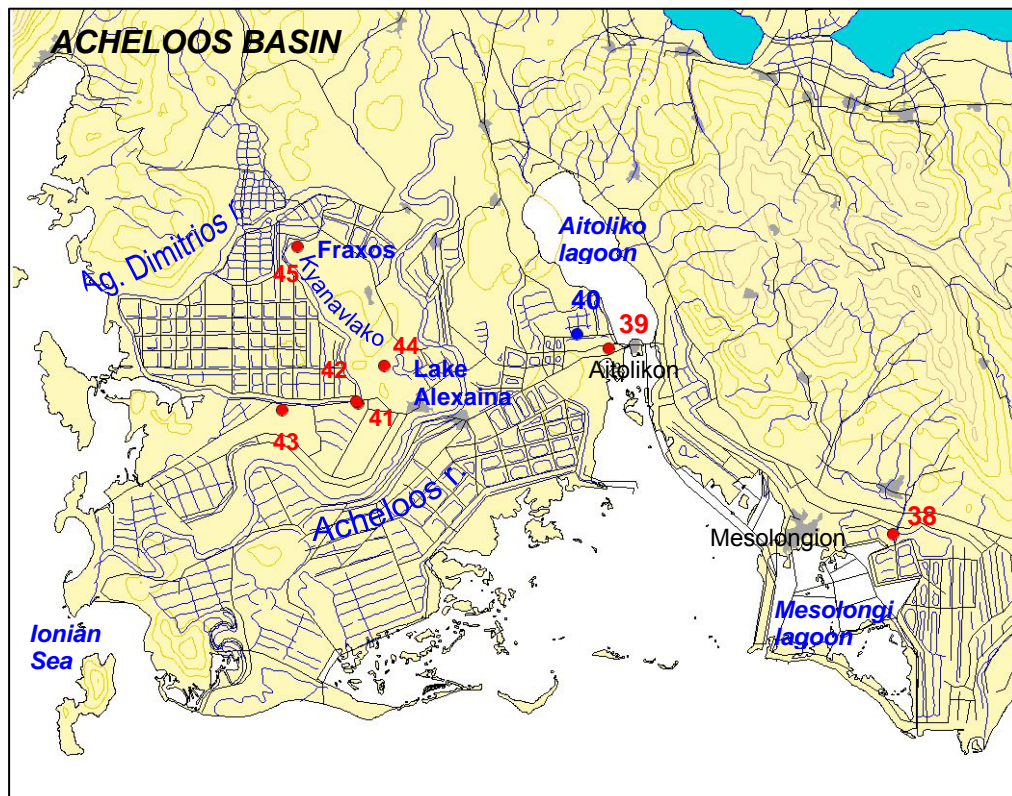 ACHELOOS BASIN
Aitoliko
lagoon
Ag. Dimitrios r.
Fraxos
45
Kyanavlako
40
39
44
42
Lake
Alexaina
Aitolikon
41
43
Acheloos r.
38
Mesolongion
Mesolongi
lagoon
Ionian
Sea